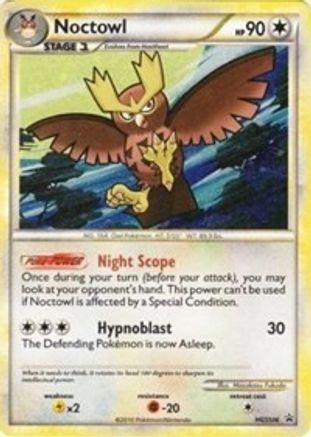 Noctowl HP 90
STAGE 1 Evolves from Hoothoot
NO. 164 Owl Pokémon HT: 5'03" WT: 89.9 lbs.
POKé-POWER Night Scope
Once during your turn (before your attack), you may
look at your opponent's hand. This power can't be used
if Noctowl is affected by a Special Condition.
Hypnoblast 30
The Defending Pokémon is now Asleep.
When it needs to think, it rotates its head 180 degrees to sharpen its
intellectual power.
Illus. Masakazu Fukuda
weakness resistance retreat cost
×2 -20
HGSS08
©2010 Pokémon/Nintendo